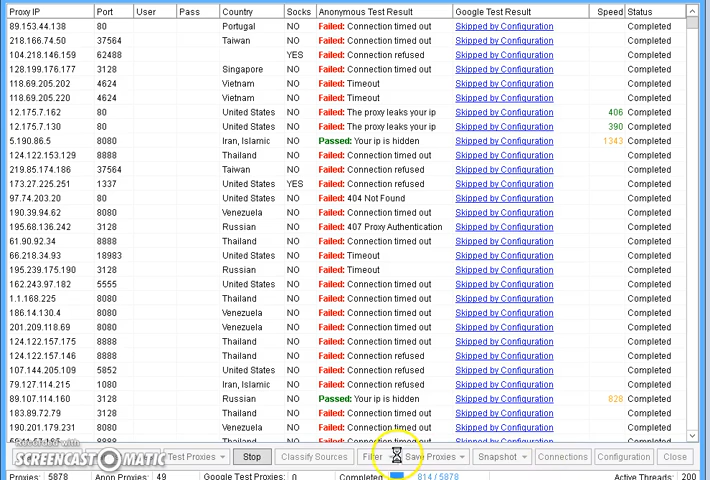 Proxy IP Port User Pass Country Socks Anonymous Test Result Google Test Result Speed Status
89.153.44.138 80 Portugal NO Failed: Connection timed out Skipped by Configuration Completed
218.166.74.50 37564 Taiwan NO Failed: Connection timed out Skipped by Configuration Completed
104.218.146.159 62488 YES Failed: Connection refused Skipped by Configuration Completed
128.199.176.177 3128 Singapore NO Failed: Connection timed out Skipped by Configuration Completed
118.69.205.202 4624 Vietnam NO Failed: Timeout Skipped by Configuration Completed
118.69.205.220 4624 Vietnam NO Failed: Timeout Skipped by Configuration Completed
12.175.7.162 80 United States NO Failed: The proxy leaks your ip Skipped by Configuration 406 Completed
12.175.7.130 80 United States NO Failed: The proxy leaks your ip Skipped by Configuration 390 Completed
5.190.86.5 8080 Iran, Islamic NO Passed: Your ip is hidden Skipped by Configuration 1343 Completed
124.122.153.129 8888 Thailand NO Failed: Connection timed out Skipped by Configuration Completed
219.85.174.186 37564 Taiwan NO Failed: Connection refused Skipped by Configuration Completed
173.27.225.251 1337 United States YES Failed: Connection refused Skipped by Configuration Completed
97.74.203.20 80 United States NO Failed: 404 Not Found Skipped by Configuration Completed
190.39.94.62 8080 Venezuela NO Failed: Connection timed out Skipped by Configuration Completed
195.68.136.242 3128 Russian NO Failed: 407 Proxy Authentication Skipped by Configuration Completed
61.90.92.34 8888 Thailand NO Failed: Connection timed out Skipped by Configuration Completed
66.218.34.93 18983 United States NO Failed: Timeout Skipped by Configuration Completed
195.239.175.190 3128 Russian NO Failed: Timeout Skipped by Configuration Completed
162.243.97.182 5555 United States NO Failed: Connection timed out Skipped by Configuration Completed
1.1.168.225 8080 Thailand NO Failed: Connection timed out Skipped by Configuration Completed
186.14.130.4 8080 Venezuela NO Failed: Connection timed out Skipped by Configuration Completed
201.209.118.69 8080 Venezuela NO Failed: Connection timed out Skipped by Configuration Completed
124.122.157.175 8888 Thailand NO Failed: Connection timed out Skipped by Configuration Completed
124.122.157.146 8888 Thailand NO Failed: Connection refused Skipped by Configuration Completed
107.144.205.109 5852 United States NO Failed: Connection refused Skipped by Configuration Completed
79.127.114.215 1080 Iran, Islamic NO Failed: Connection refused Skipped by Configuration Completed
89.107.114.160 3128 Russian NO Passed: Your ip is hidden Skipped by Configuration 828 Completed
183.89.72.79 3128 Thailand NO Failed: Connection timed out Skipped by Configuration Completed
190.201.179.231 8080 Venezuela NO Failed: Connection timed out Skipped by Configuration Completed
8080 Thailand NO Failed: Connection timed out Skipped by Configuration Completed
Recorded with
SCREENCAST-O-MATIC
Test Proxies Stop Classify Sources Filter Save Proxies Snapshot Connections Configuration Close
Proxies: 5878 Anon Proxies: 49 Google Test Proxies: 0 Completed 814 / 5878 Active Threads: 200